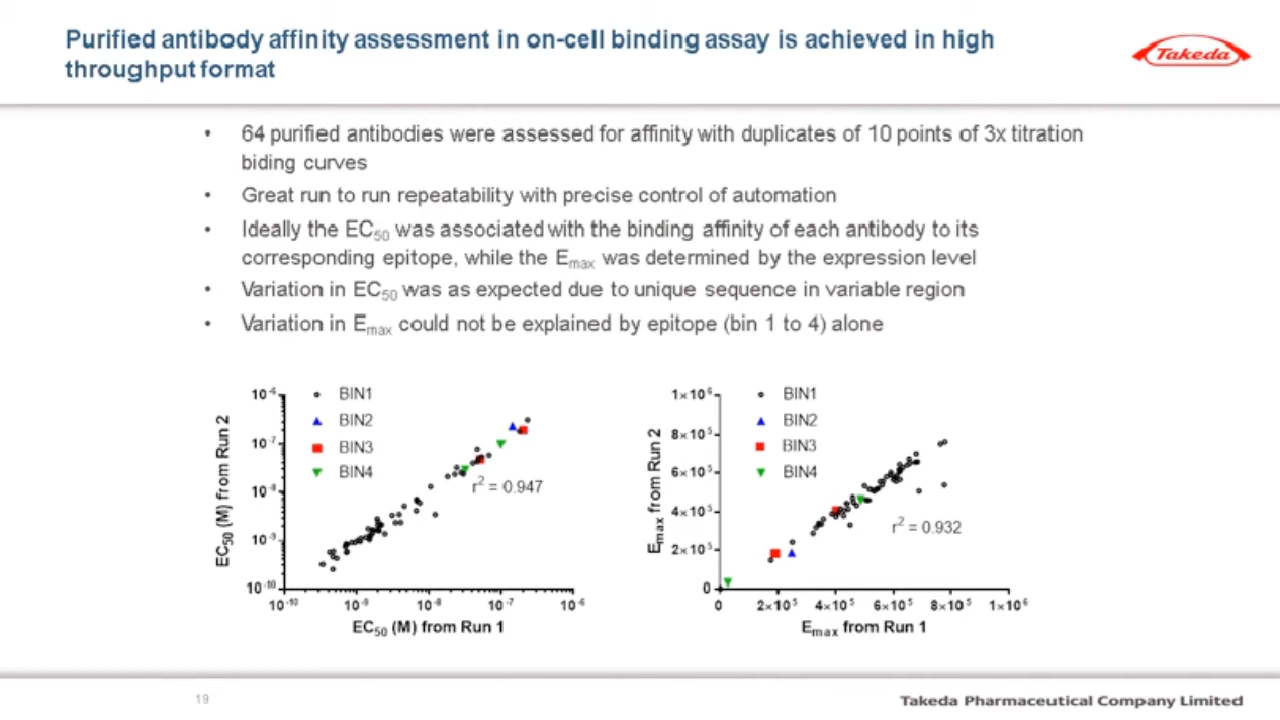 Purified antibody affinity assessment in on-cell binding assay is achieved in high
throughput format
Takeda
• 64 purified antibodies were assessed for affinity with duplicates of 10 points of 3x titration
biding curves
• Great run to run repeatability with precise control of automation
• Ideally the EC50 was associated with the binding affinity of each antibody to its
corresponding epitope, while the Emax was determined by the expression level
• Variation in EC50 was as expected due to unique sequence in variable region
• Variation in Emax could not be explained by epitope (bin 1 to 4) alone
EC50 (M) from Run 2
10-6
10-7
10-8
10-9
10-10
BIN1
BIN2
BIN3
BIN4
r2 = 0.947
10-10 10-9 10-8 10-7 10-6
EC50 (M) from Run 1
Emax from Run 2
1×106
8×105
6×105
4×105
2×105
0
BIN1
BIN2
BIN3
BIN4
r2 = 0.932
0 2×105 4×105 6×105 8×105 1×106
Emax from Run 1
19
Takeda Pharmaceutical Company Limited